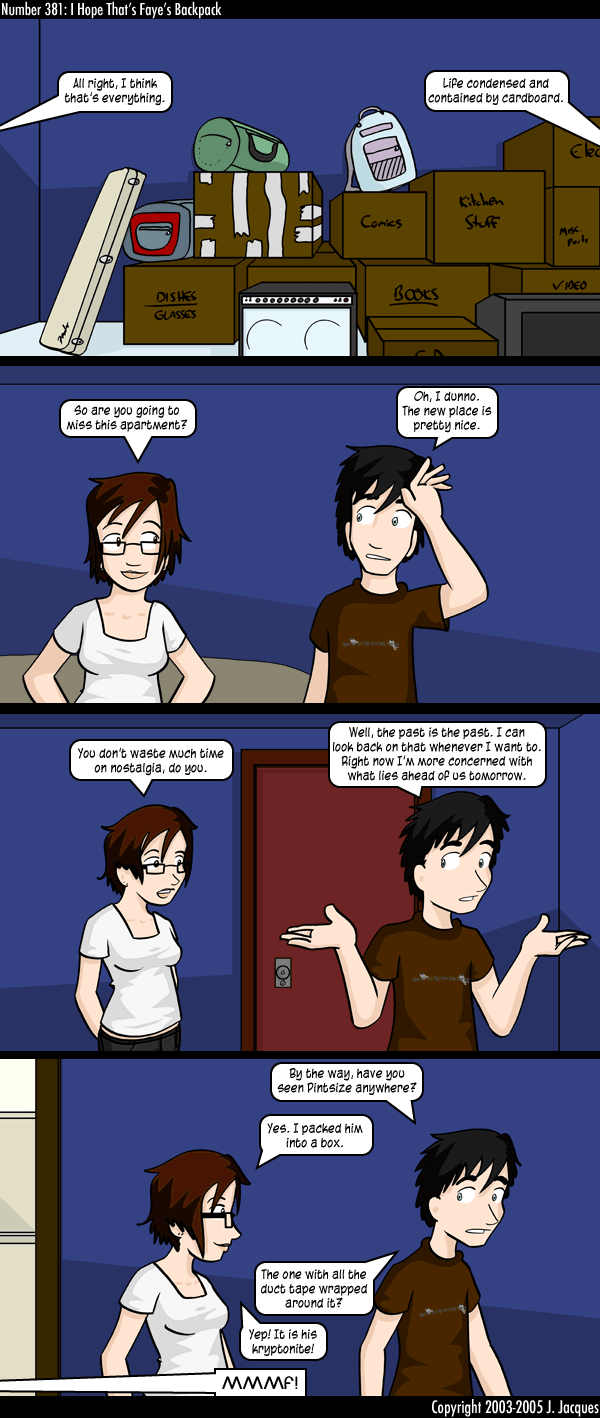 Number 381: I Hope That's Faye's Backpack
All right, I think
that's everything.
Life condensed and
contained by cardboard.
Elec
Comics
Kitchen
Stuff
Misc.
Parts
DISHES
GLASSES
BOOKS
VIDEO
CD
So are you going to
miss this apartment?
Oh, I dunno.
The new place is
pretty nice.
You don't waste much time
on nostalgia, do you.
Well, the past is the past. I can
look back on that whenever I want to.
Right now I'm more concerned with
what lies ahead of us tomorrow.
By the way, have you
seen Pintsize anywhere?
Yes. I packed him
into a box.
The one with all the
duct tape wrapped
around it?
Yep! It is his
kryptonite!
MMMF!
Copyright 2003-2005 J. Jacques